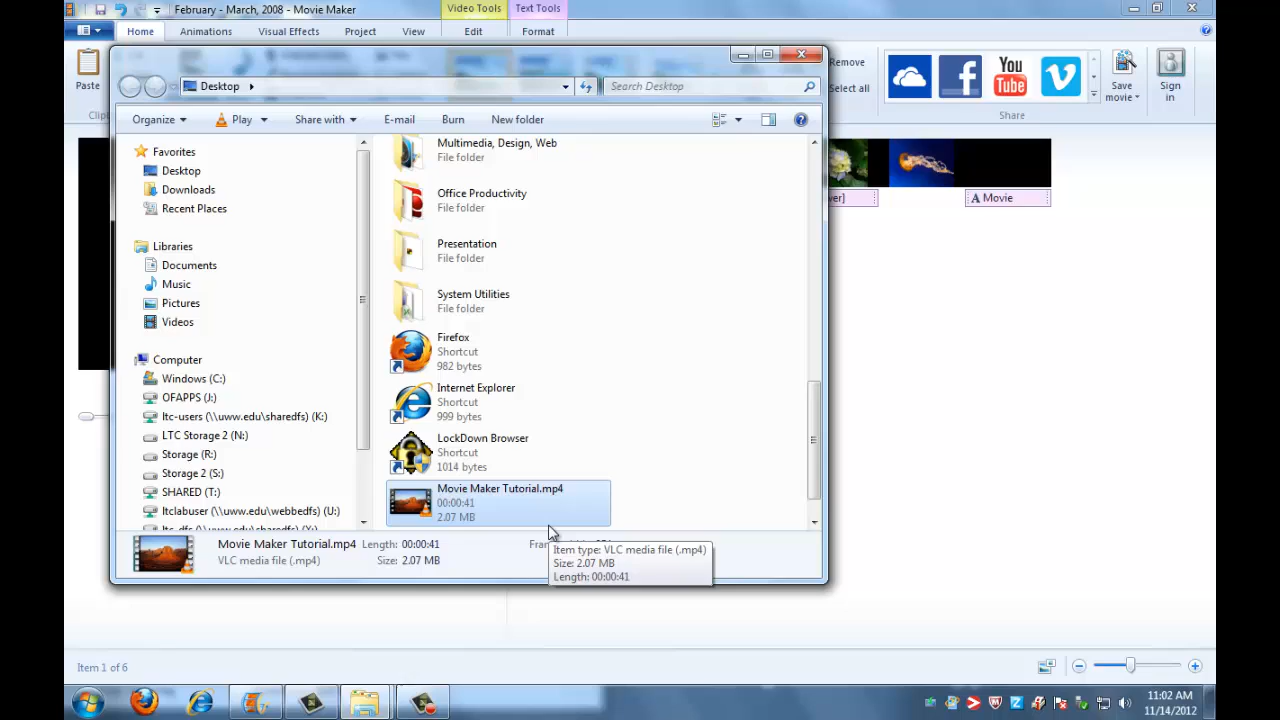 February - March, 2008 - Movie Maker
Video Tools
Text Tools
Home
Animations
Visual Effects
Project
View
Edit
Format
Paste
Remove
Select all
You
Tube
Save
movie
Sign
in
Share
Desktop
Search Desktop
Organize
Play
Share with
E-mail
Burn
New folder
Favorites
Desktop
Downloads
Recent Places
Libraries
Documents
Music
Pictures
Videos
Computer
Windows (C:)
OFAPPS (J:)
ltc-users (\\uww.edu\sharedfs) (K:)
LTC Storage 2 (N:)
Storage (R:)
Storage 2 (S:)
SHARED (T:)
ltclabuser (\\uww.edu\webbedfs) (U:)
ltc-dfs (\\uww.edu\sharedfs) (X:)
Multimedia, Design, Web
File folder
Office Productivity
File folder
Presentation
File folder
System Utilities
File folder
Firefox
Shortcut
982 bytes
Internet Explorer
Shortcut
999 bytes
LockDown Browser
Shortcut
1014 bytes
Movie Maker Tutorial.mp4
00:00:41
2.07 MB
Movie Maker Tutorial.mp4 Length: 00:00:41
VLC media file (.mp4) Size: 2.07 MB
Item type: VLC media file (.mp4)
Size: 2.07 MB
Length: 00:00:41
ver]
A Movie
Item 1 of 6
11:02 AM
11/14/2012